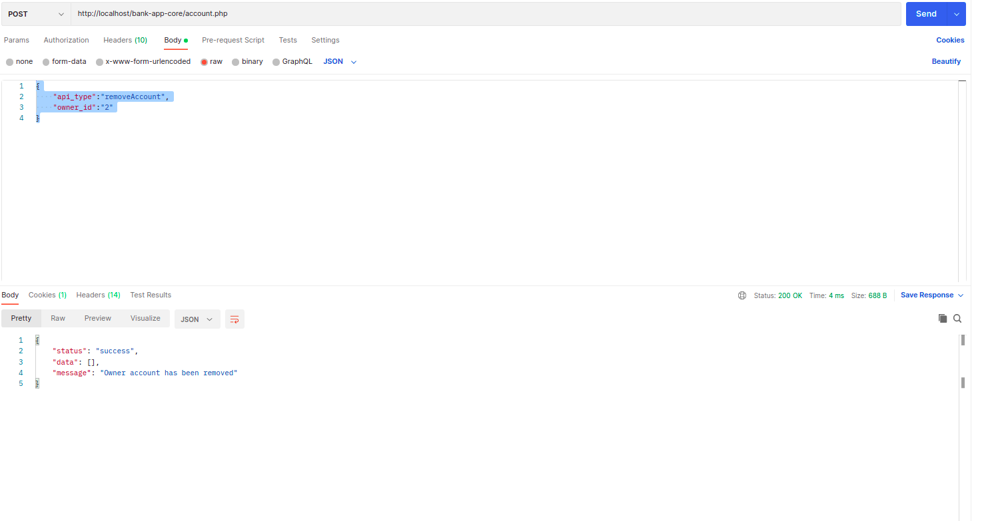 POST http://localhost/bank-app-core/account.php Send
Params Authorization Headers (10) Body Pre-request Script Tests Settings Cookies
none form-data x-www-form-urlencoded raw binary GraphQL JSON Beautify
1 {
2 "api_type":"removeAccount",
3 "owner_id":"2"
4 }
Body Cookies (1) Headers (14) Test Results Status: 200 OK Time: 4 ms Size: 688 B Save Response
Pretty Raw Preview Visualize JSON
1 {
2 "status": "success",
3 "data": [],
4 "message": "Owner account has been removed"
5 }